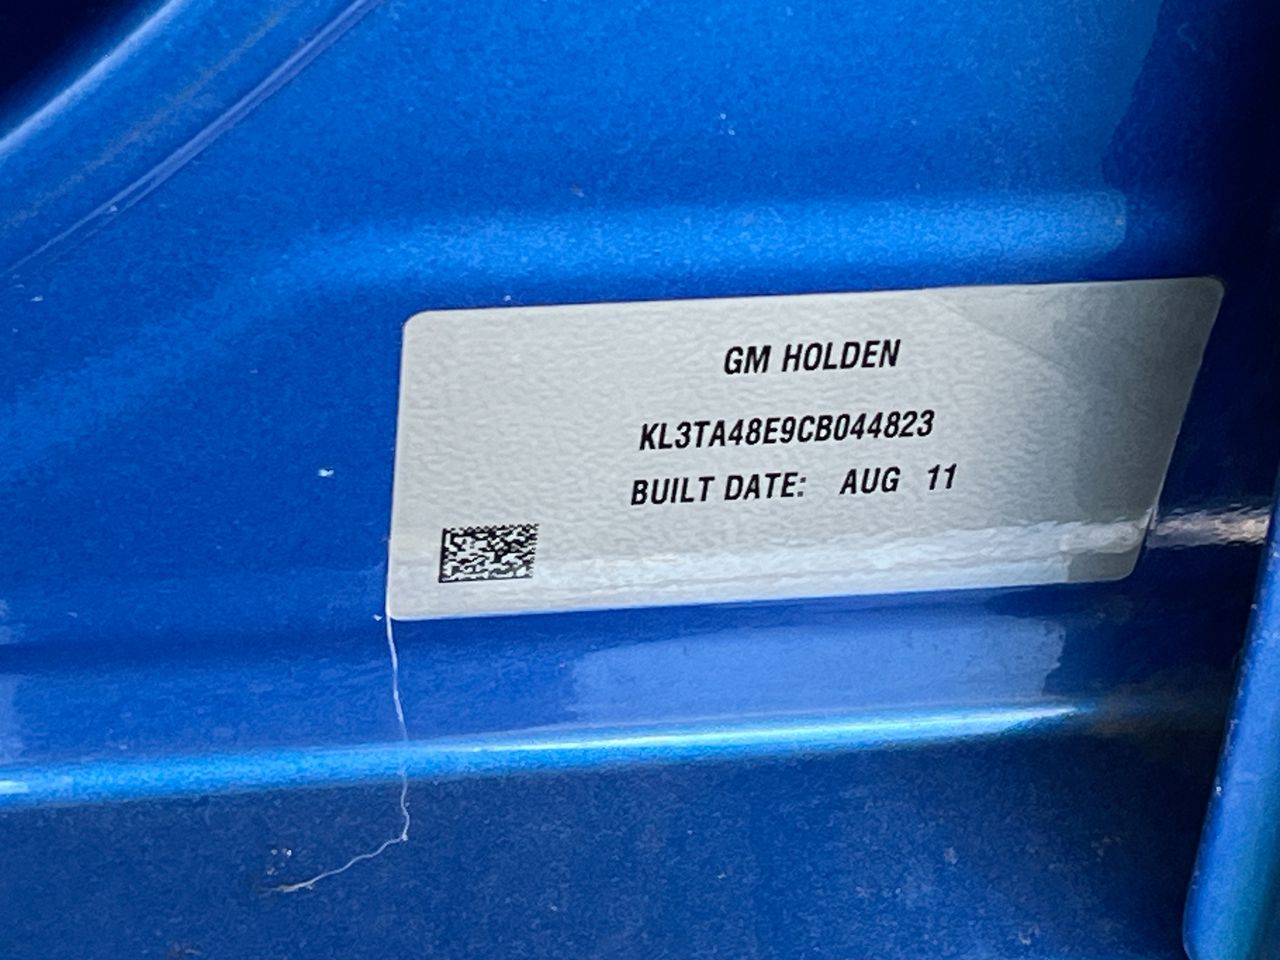 GM HOLDEN
KL3TA48E9CB044823
BUILT DATE: AUG 11